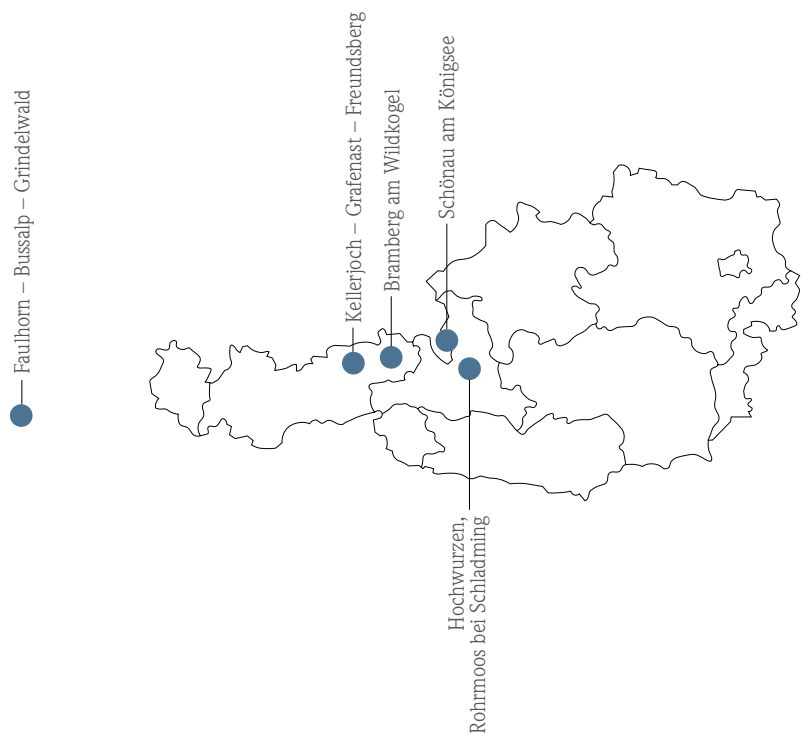 Faulhorn – Bussalp – Grindelwald
Kellerjoch – Grafenast – Freundsberg
Bramberg am Wildkogel
Schönau am Königsee
Hochwurzen,
Rohrmoos bei Schladming